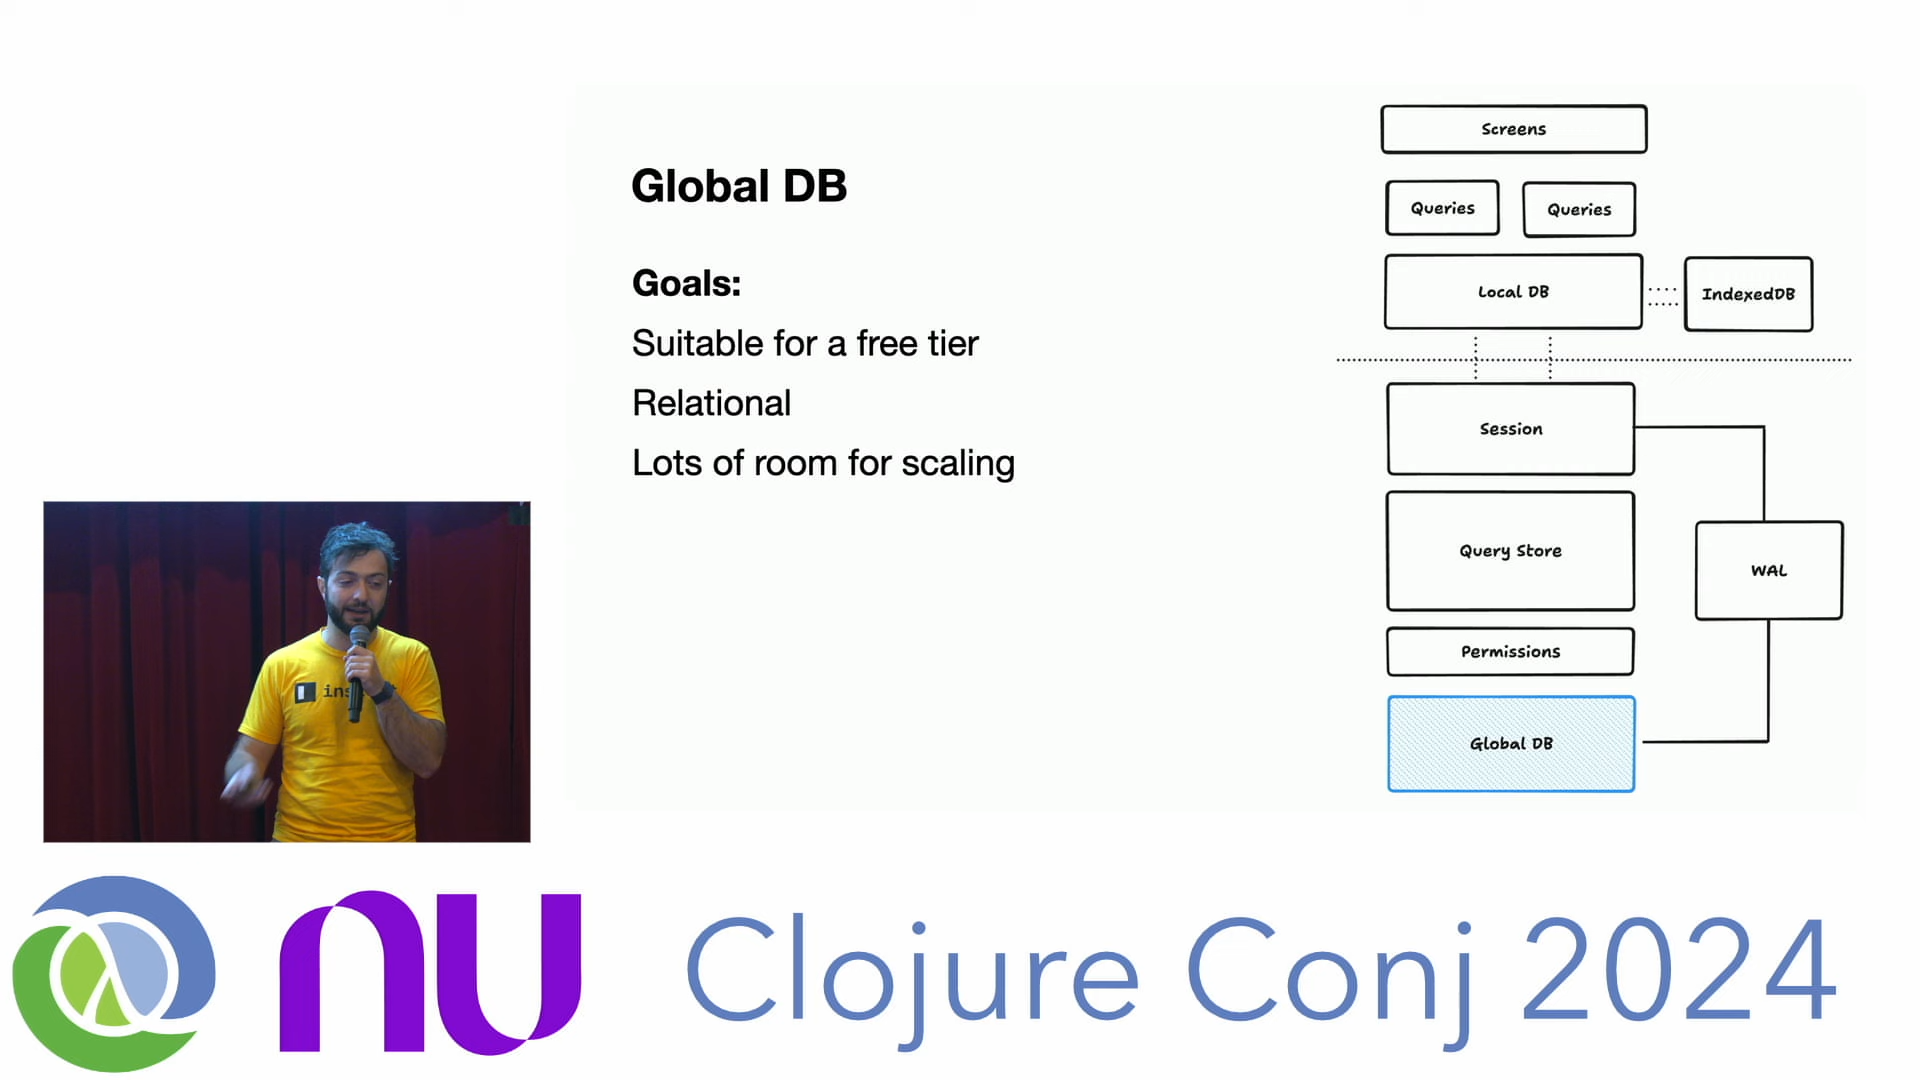 Global DB
Goals:
Suitable for a free tier
Relational
Lots of room for scaling
Screens
Queries Queries
Local DB IndexedDB
Session
Query Store
WAL
Permissions
Global DB
nu
Clojure Conj 2024